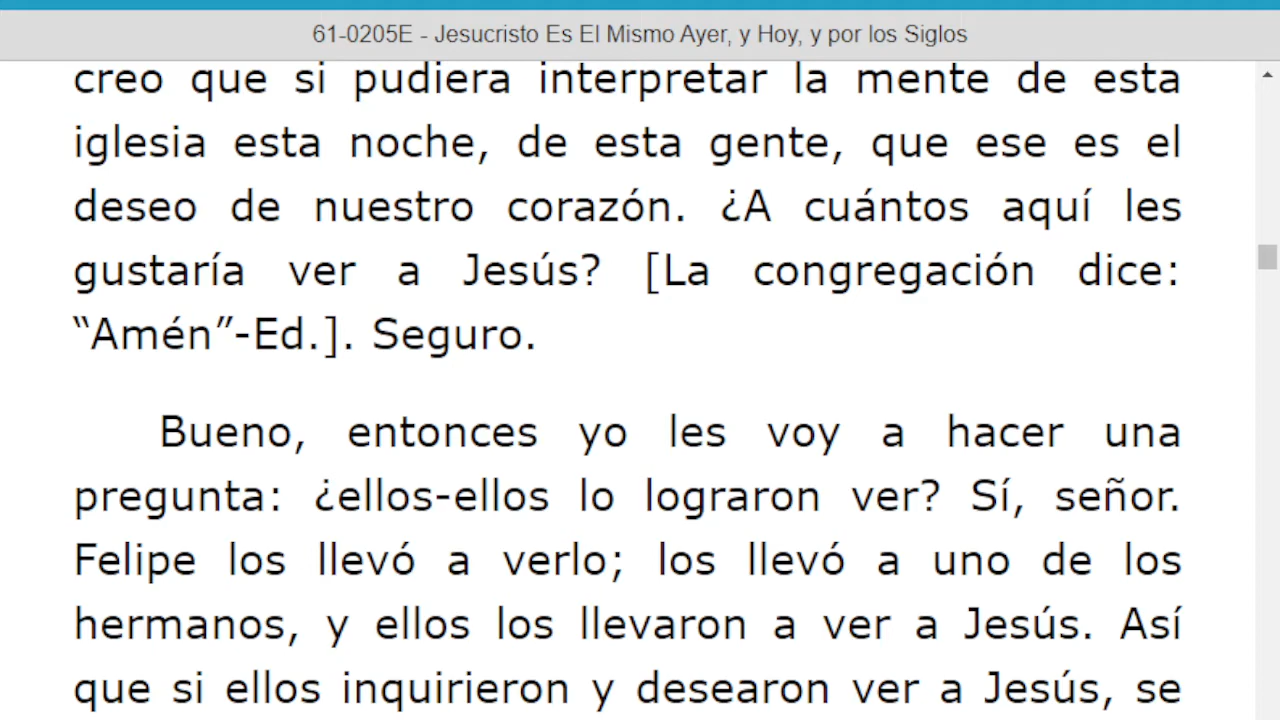 61-0205E - Jesucristo Es El Mismo Ayer, y Hoy, y por los Siglos
creo que si pudiera interpretar la mente de esta
iglesia esta noche, de esta gente, que ese es el
deseo de nuestro corazón. ¿A cuántos aquí les
gustaría ver a Jesús? [La congregación dice:
“Amén”-Ed.]. Seguro.
Bueno, entonces yo les voy a hacer una
pregunta: ¿ellos-ellos lo lograron ver? Sí, señor.
Felipe los llevó a verlo; los llevó a uno de los
hermanos, y ellos los llevaron a ver a Jesús. Así
que si ellos inquirieron y desearon ver a Jesús, se